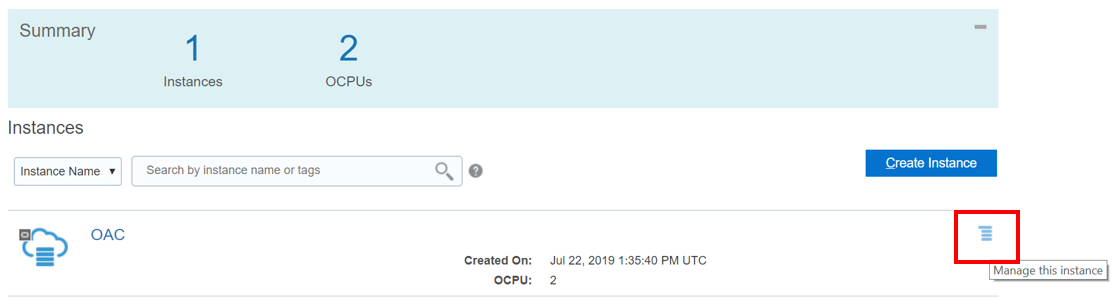 Summary
1
Instances
2
OCPUs
Instances
Instance Name
Search by instance name or tags
?
Create Instance
OAC
Created On: Jul 22, 2019 1:35:40 PM UTC
OCPU: 2
Manage this instance